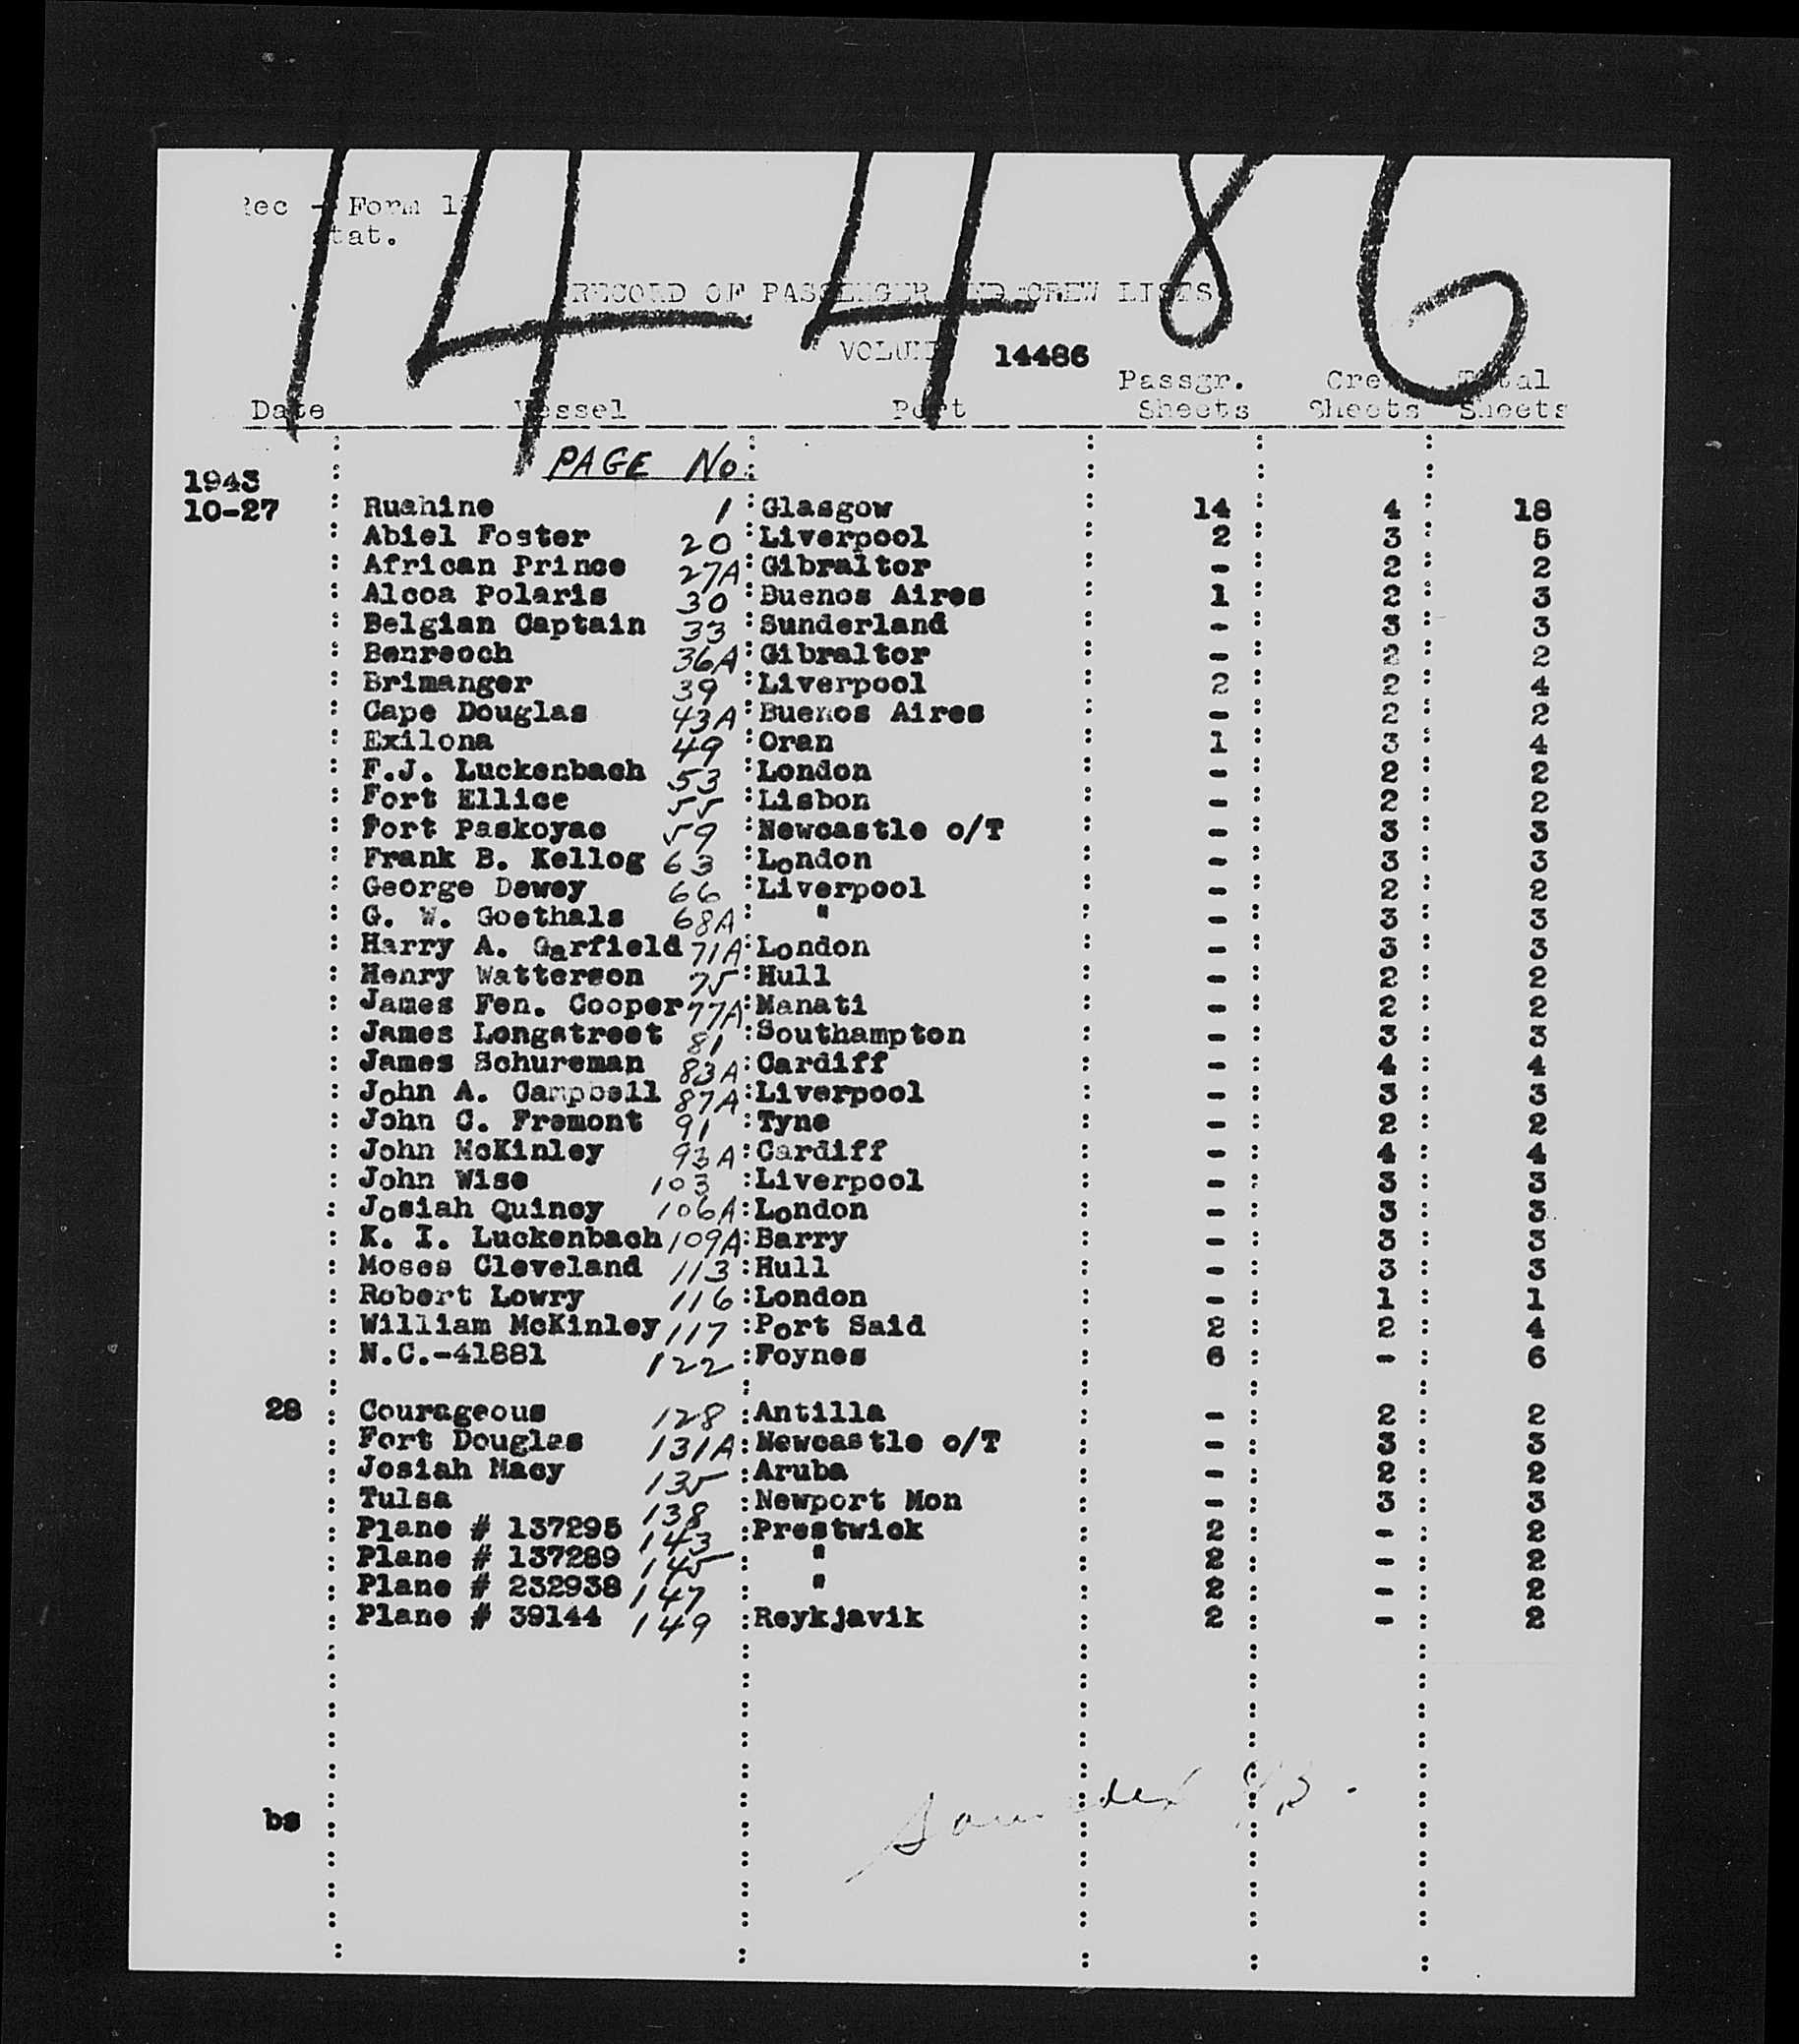 14486
Rec - Form 1
Stat.
RECORD OF PASSENGER AND CREW LISTS
VOLUME 14486
Passgr. Crew Total
Date Vessel Port Sheets Sheets Sheets
PAGE No.
1943
10-27 : Ruahine 1 : Glasgow : 14 : 4 : 18
: Abiel Foster 20 : Liverpool : 2 : 3 : 5
: African Prince 27A : Gibraltor : - : 2 : 2
: Alcoa Polaris 30 : Buenos Aires : 1 : 2 : 3
: Belgian Captain 33 : Sunderland : - : 3 : 3
: Benreoch 36A : Gibraltor : - : 2 : 2
: Brimanger 39 : Liverpool : 2 : 2 : 4
: Cape Douglas 43A : Buenos Aires : - : 2 : 2
: Exilona 49 : Oran : 1 : 3 : 4
: F.J. Luckenbach 53 : London : - : 2 : 2
: Fort Ellice 55 : Lisbon : - : 2 : 2
: Fort Paskoyac 59 : Newcastle o/T : - : 3 : 3
: Frank B. Kellog 63 : London : - : 3 : 3
: George Dewey 66 : Liverpool : - : 2 : 2
: G. W. Goethals 68A : " : - : 3 : 3
: Harry A. Garfield 71A : London : - : 3 : 3
: Henry Watterson 75 : Hull : - : 2 : 2
: James Fen. Cooper 77A : Manati : - : 2 : 2
: James Longstreet 81 : Southampton : - : 3 : 3
: James Schureman 83A : Cardiff : - : 4 : 4
: John A. Campbell 87A : Liverpool : - : 3 : 3
: John C. Fremont 91 : Tyne : - : 2 : 2
: John McKinley 93A : Cardiff : - : 4 : 4
: John Wise 103 : Liverpool : - : 3 : 3
: Josiah Quincy 106A : London : - : 3 : 3
: K. I. Luckenbach 109A : Barry : - : 3 : 3
: Moses Cleveland 113 : Hull : - : 3 : 3
: Robert Lowry 116 : London : - : 1 : 1
: William McKinley 117 : Port Said : 2 : 2 : 4
: N.C.-41881 122 : Foynes : 6 : - : 6
28 : Courageous 128 : Antilla : - : 2 : 2
: Fort Douglas 131A : Newcastle o/T : - : 3 : 3
: Josiah Macy 135 : Aruba : - : 2 : 2
: Tulsa 138 : Newport Mon : - : 3 : 3
: Plane # 137295 143 : Prestwick : 2 : - : 2
: Plane # 137289 145 : " : 2 : - : 2
: Plane # 232938 147 : " : 2 : - : 2
: Plane # 39144 149 : Reykjavik : 2 : - : 2
bs